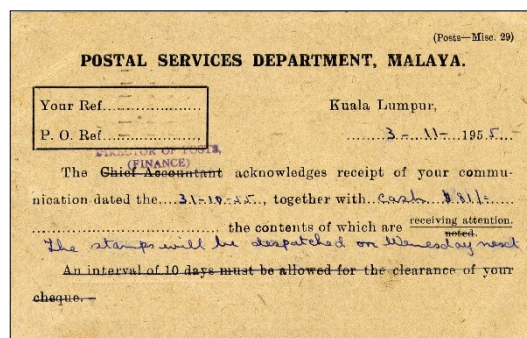 (Posts—Misc. 29)
POSTAL SERVICES DEPARTMENT, MALAYA.
Your Ref
Kuala Lumpur,
P. O. Ref
3-11-1955
DIRECTOR OF POSTS,
(FINANCE)
The Chief Accountant acknowledges receipt of your commu-
nication dated the 31-10-55, together with cash $31/-
the contents of which are receiving attention.
noted.
The stamps will be despatched on Wenesday next
An interval of 10 days must be allowed for the clearance of your
cheque.